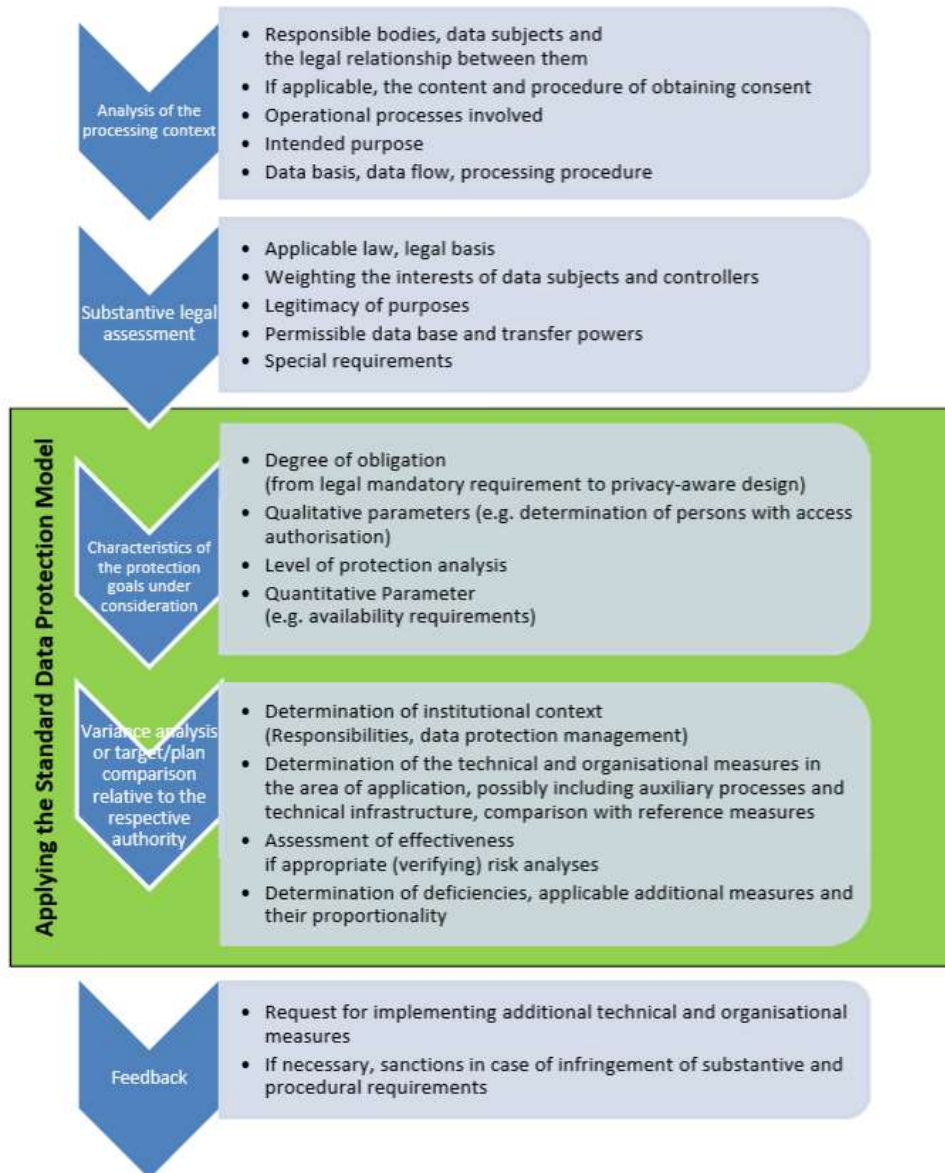 Analysis of the
processing context
• Responsible bodies, data subjects and
the legal relationship between them
• If applicable, the content and procedure of obtaining consent
• Operational processes involved
• Intended purpose
• Data basis, data flow, processing procedure
Substantive legal
assessment
• Applicable law, legal basis
• Weighting the interests of data subjects and controllers
• Legitimacy of purposes
• Permissible data base and transfer powers
• Special requirements
Applying the Standard Data Protection Model
Characteristics of
the protection
goals under
consideration
• Degree of obligation
(from legal mandatory requirement to privacy-aware design)
• Qualitative parameters (e.g. determination of persons with access
authorisation)
• Level of protection analysis
• Quantitative Parameter
(e.g. availability requirements)
Variance analysis
or target/plan
comparison
relative to the
respective
authority
• Determination of institutional context
(Responsibilities, data protection management)
• Determination of the technical and organisational measures in
the area of application, possibly including auxiliary processes and
technical infrastructure, comparison with reference measures
• Assessment of effectiveness
if appropriate (verifying) risk analyses
• Determination of deficiencies, applicable additional measures and
their proportionality
Feedback
• Request for implementing additional technical and organisational
measures
• If necessary, sanctions in case of infringement of substantive and
procedural requirements